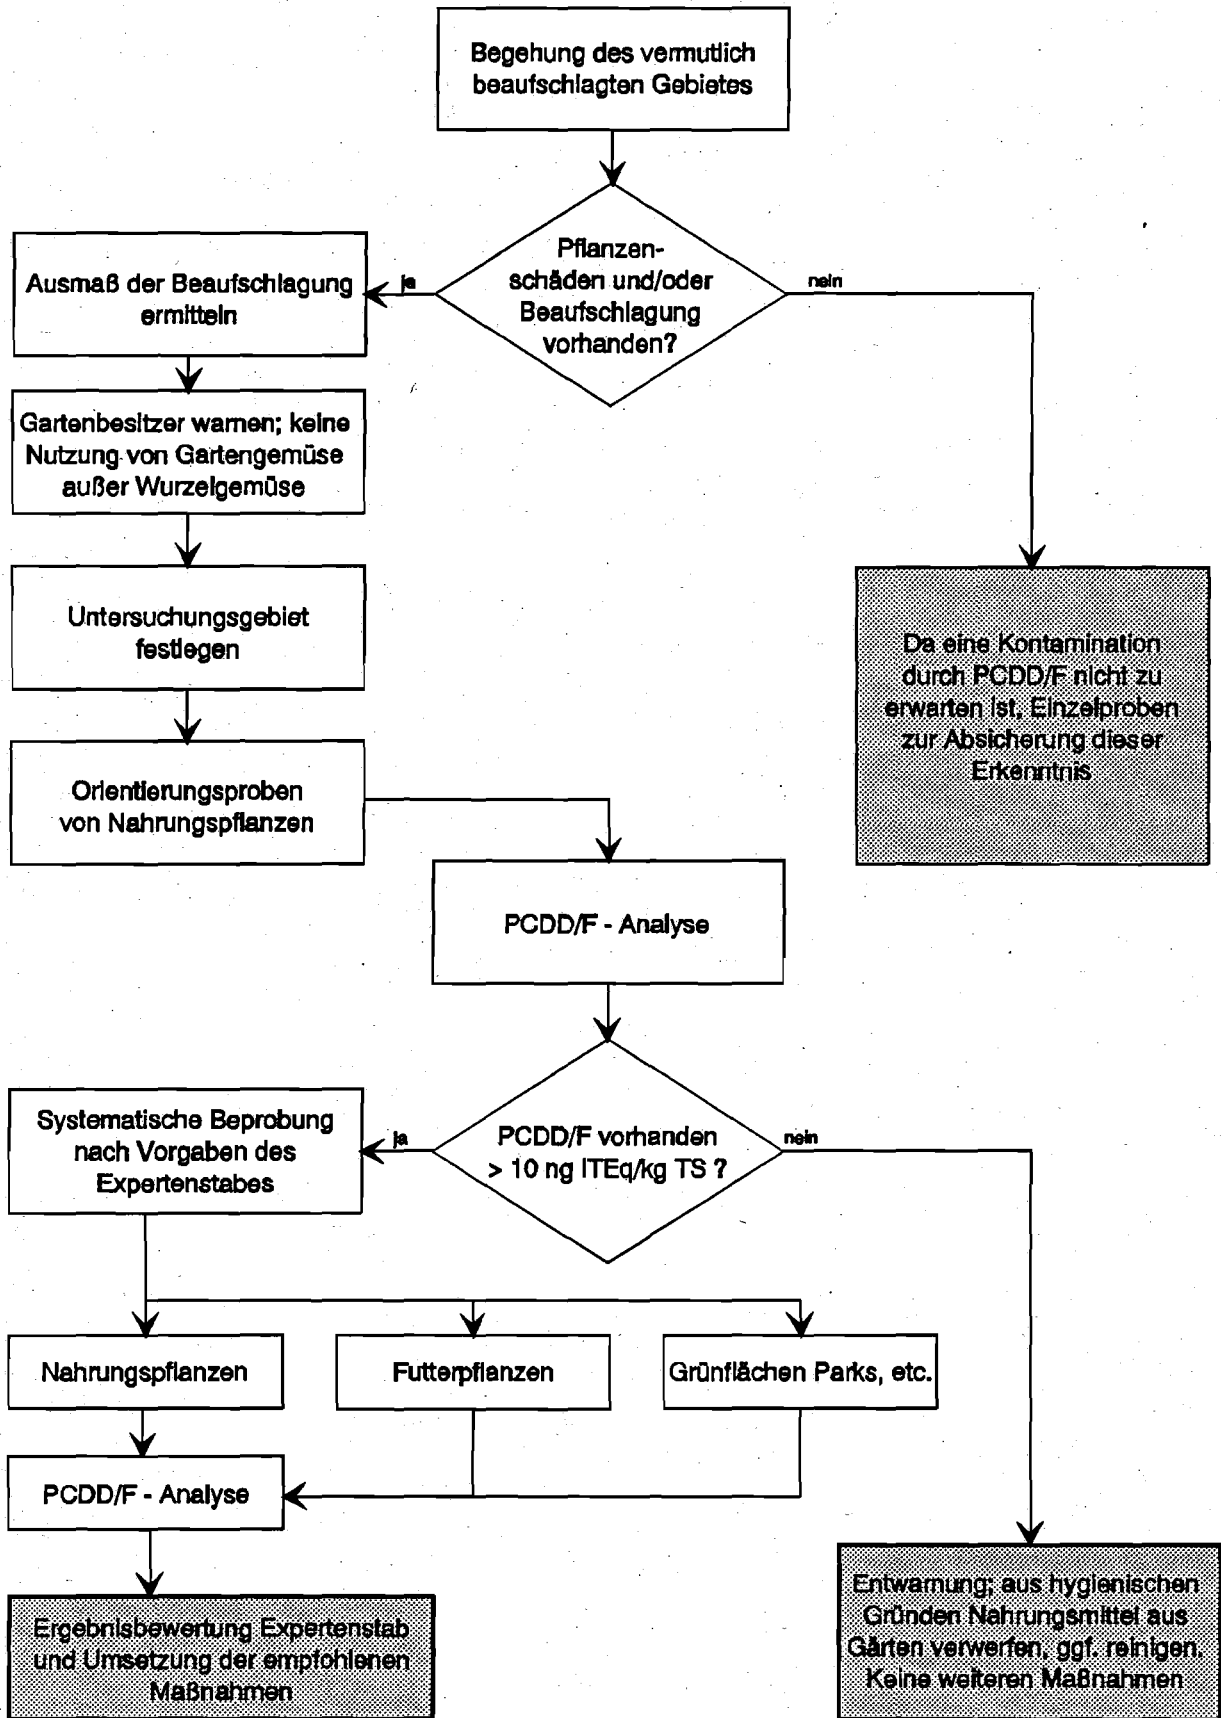 Begehung des vermutlich
beaufschlagten Gebietes
Pflanzen-
schäden und/oder
Beaufschlagung
vorhanden?
ja
nein
Ausmaß der Beaufschlagung
ermitteln
Gartenbesitzer warnen; keine
Nutzung von Gartengemüse
außer Wurzelgemüse
Untersuchungsgebiet
festlegen
Da eine Kontamination
durch PCDD/F nicht zu
erwarten ist, Einzelproben
zur Absicherung dieser
Erkenntnis
Orientierungsproben
von Nahrungspflanzen
PCDD/F - Analyse
PCDD/F vorhanden
> 10 ng ITEq/kg TS ?
ja
nein
Systematische Beprobung
nach Vorgaben des
Expertenstabes
Nahrungspflanzen
Futterpflanzen
Grünflächen Parks, etc.
PCDD/F - Analyse
Ergebnisbewertung Expertenstab
und Umsetzung der empfohlenen
Maßnahmen
Entwarnung; aus hygienischen
Gründen Nahrungsmittel aus
Gärten verwerfen, ggf. reinigen.
Keine weiteren Maßnahmen